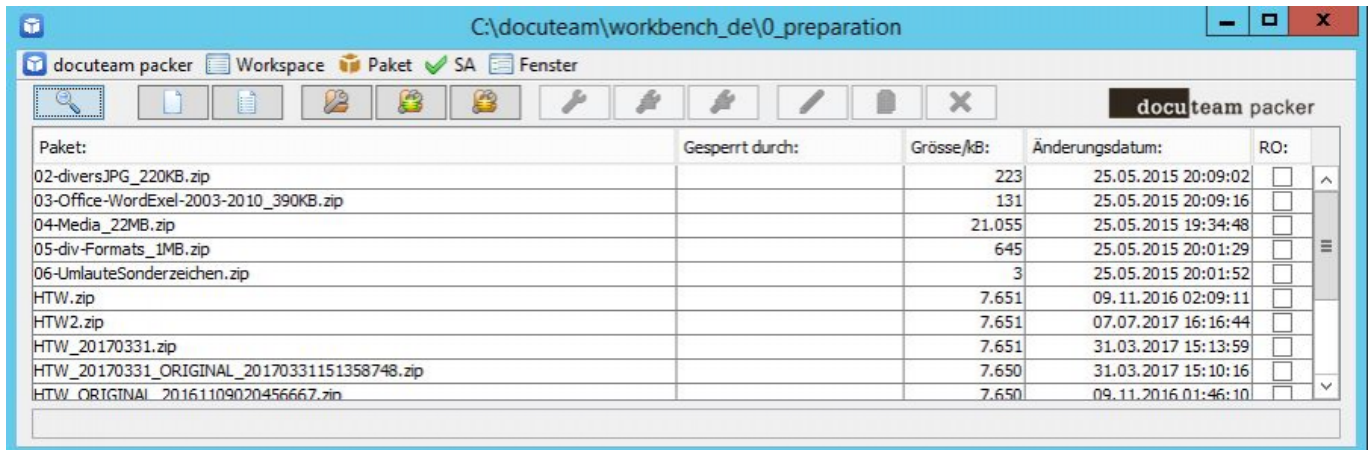 C:\docuteam\workbench_de\0_preparation
docuteam packer Workspace Paket SA Fenster
docuteam packer
Paket: Gesperrt durch: Grösse/kB: Änderungsdatum: RO:
02-diversJPG_220KB.zip 223 25.05.2015 20:09:02
03-Office-WordExel-2003-2010_390KB.zip 131 25.05.2015 20:09:16
04-Media_22MB.zip 21.055 25.05.2015 19:34:48
05-div-Formats_1MB.zip 645 25.05.2015 20:01:29
06-UmlauteSonderzeichen.zip 3 25.05.2015 20:01:52
HTW.zip 7.651 09.11.2016 02:09:11
HTW2.zip 7.651 07.07.2017 16:16:44
HTW_20170331.zip 7.651 31.03.2017 15:13:59
HTW_20170331_ORIGINAL_20170331151358748.zip 7.650 31.03.2017 15:10:16
HTW_ORIGINAL_20161109020456667.zip 7.650 09.11.2016 01:46:10